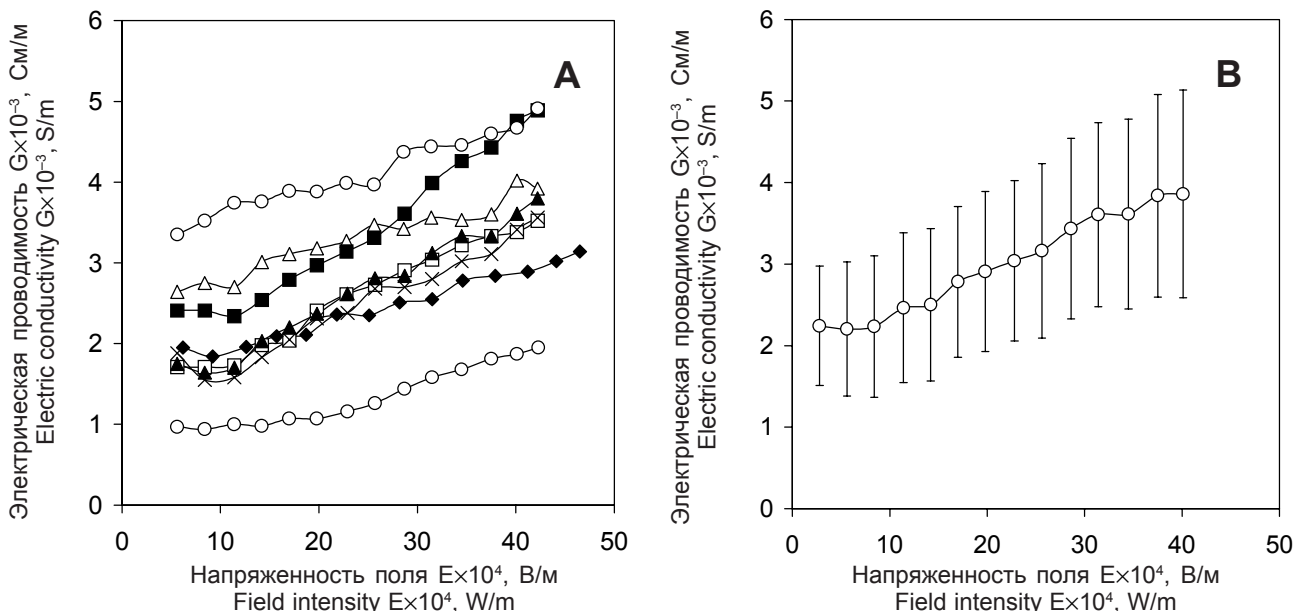 Электрическая проводимость G×10⁻³, См/м
Electric conductivity G×10⁻³, S/m
6
5
4
3
2
1
0
A
0 10 20 30 40 50
Напряженность поля E×10⁴, В/м
Field intensity E×10⁴, W/m
Электрическая проводимость G×10⁻³, См/м
Electric conductivity G×10⁻³, S/m
6
5
4
3
2
1
0
B
0 10 20 30 40 50
Напряженность поля E×10⁴, В/м
Field intensity E×10⁴, W/m